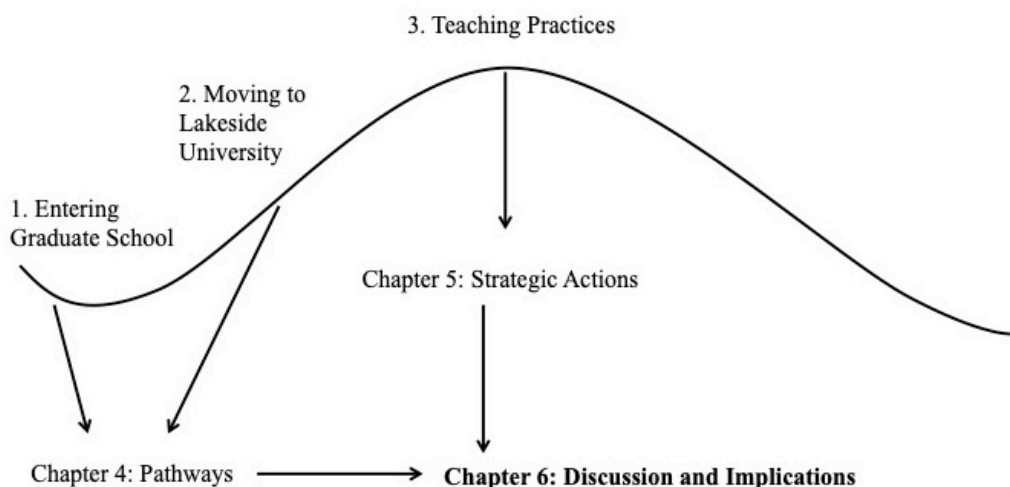 3. Teaching Practices
2. Moving to
Lakeside
University
1. Entering
Graduate School
Chapter 5: Strategic Actions
Chapter 4: Pathways
Chapter 6: Discussion and Implications